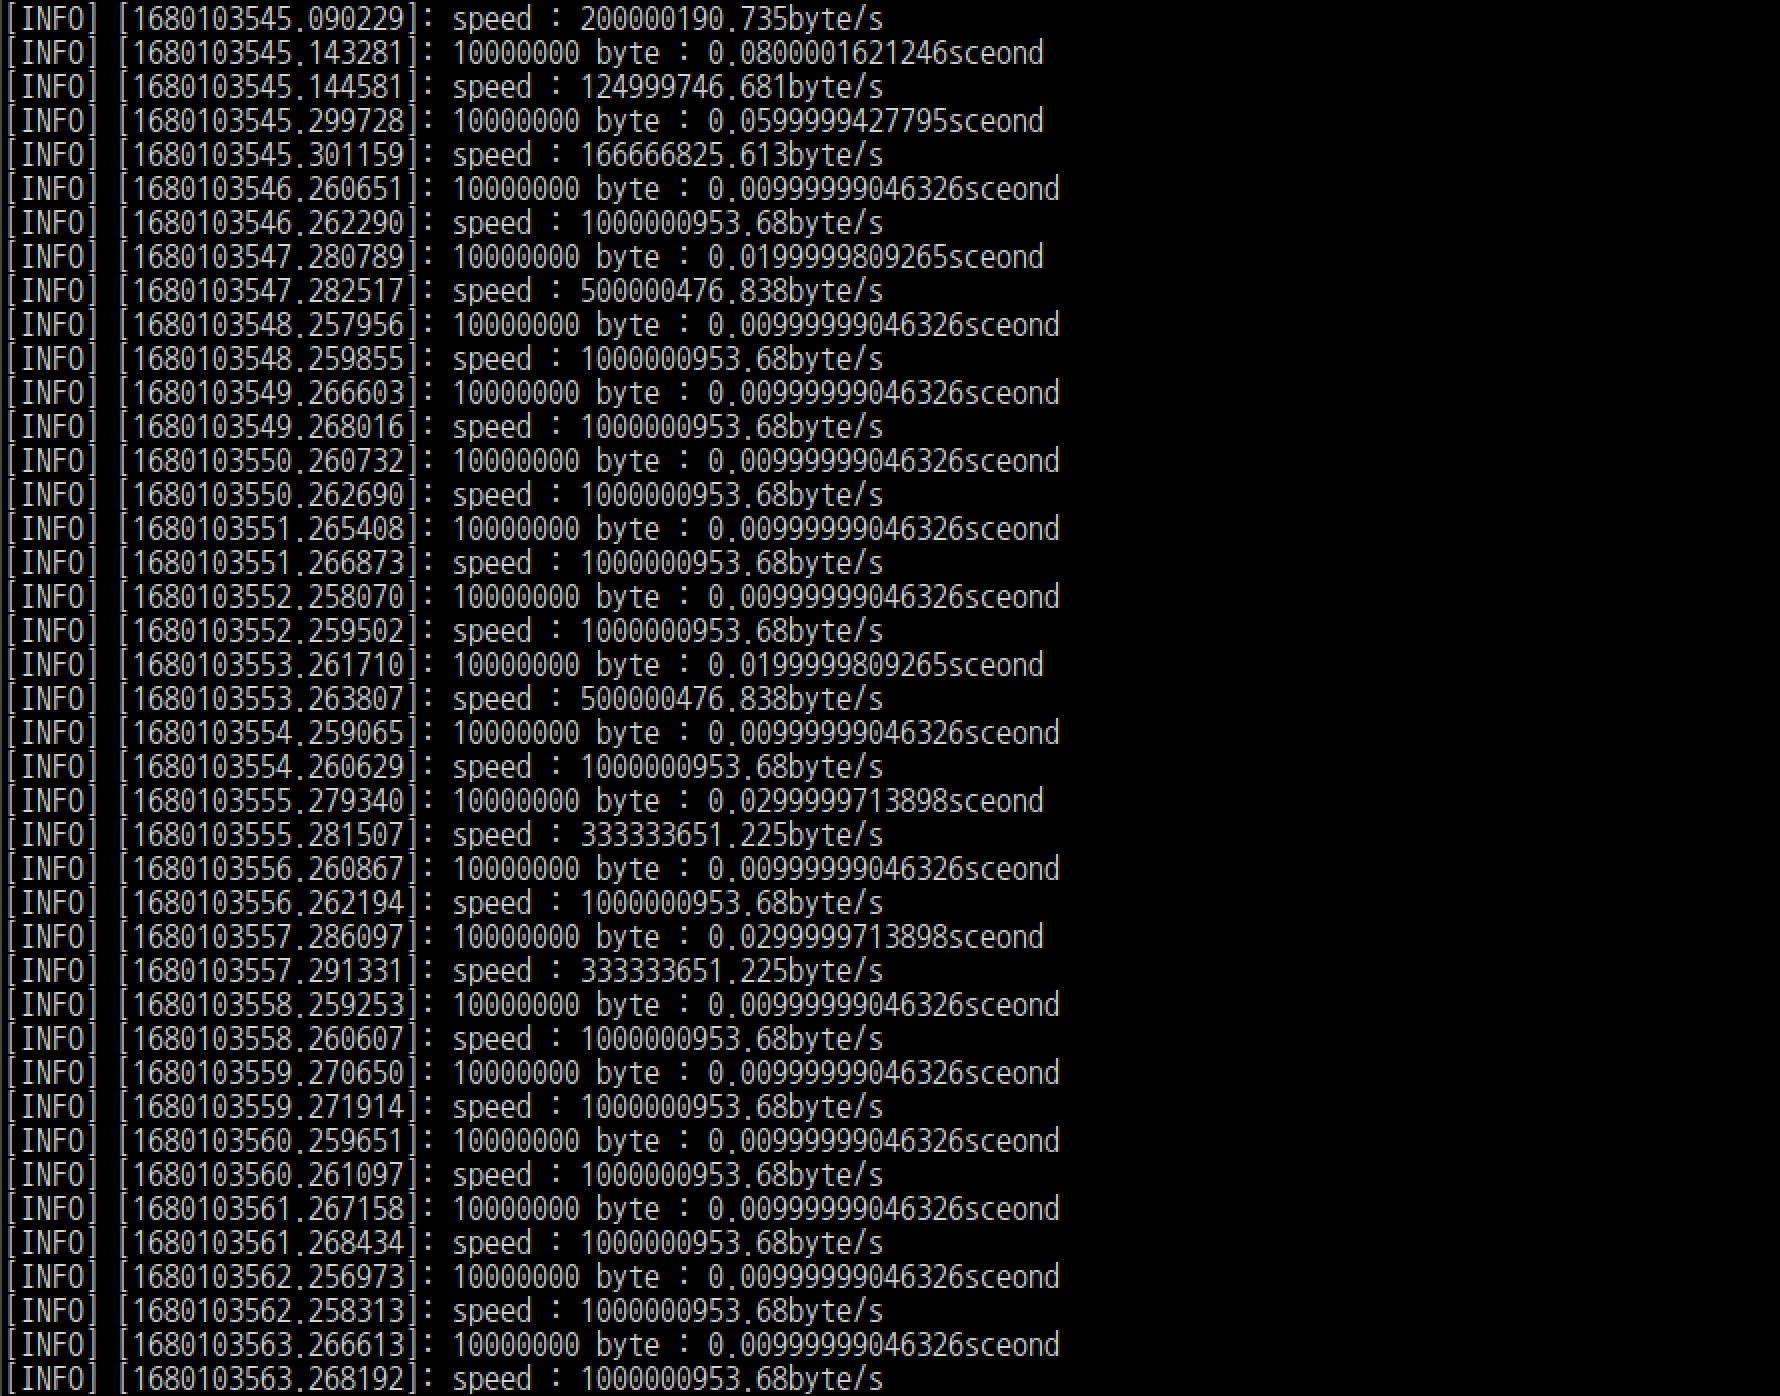 [INFO] [1680103545.090229]: speed : 200000190.735byte/s
[INFO] [1680103545.143281]: 10000000 byte : 0.0800001621246sceond
[INFO] [1680103545.144581]: speed : 124999746.681byte/s
[INFO] [1680103545.299728]: 10000000 byte : 0.0599999427795sceond
[INFO] [1680103545.301159]: speed : 166666825.613byte/s
[INFO] [1680103546.260651]: 10000000 byte : 0.00999999046326sceond
[INFO] [1680103546.262290]: speed : 1000000953.68byte/s
[INFO] [1680103547.280789]: 10000000 byte : 0.0199999809265sceond
[INFO] [1680103547.282517]: speed : 500000476.838byte/s
[INFO] [1680103548.257956]: 10000000 byte : 0.00999999046326sceond
[INFO] [1680103548.259855]: speed : 1000000953.68byte/s
[INFO] [1680103549.266603]: 10000000 byte : 0.00999999046326sceond
[INFO] [1680103549.268016]: speed : 1000000953.68byte/s
[INFO] [1680103550.260732]: 10000000 byte : 0.00999999046326sceond
[INFO] [1680103550.262690]: speed : 1000000953.68byte/s
[INFO] [1680103551.265408]: 10000000 byte : 0.00999999046326sceond
[INFO] [1680103551.266873]: speed : 1000000953.68byte/s
[INFO] [1680103552.258070]: 10000000 byte : 0.00999999046326sceond
[INFO] [1680103552.259502]: speed : 1000000953.68byte/s
[INFO] [1680103553.261710]: 10000000 byte : 0.0199999809265sceond
[INFO] [1680103553.263807]: speed : 500000476.838byte/s
[INFO] [1680103554.259065]: 10000000 byte : 0.00999999046326sceond
[INFO] [1680103554.260629]: speed : 1000000953.68byte/s
[INFO] [1680103555.279340]: 10000000 byte : 0.0299999713898sceond
[INFO] [1680103555.281507]: speed : 333333651.225byte/s
[INFO] [1680103556.260867]: 10000000 byte : 0.00999999046326sceond
[INFO] [1680103556.262194]: speed : 1000000953.68byte/s
[INFO] [1680103557.286097]: 10000000 byte : 0.0299999713898sceond
[INFO] [1680103557.291331]: speed : 333333651.225byte/s
[INFO] [1680103558.259253]: 10000000 byte : 0.00999999046326sceond
[INFO] [1680103558.260607]: speed : 1000000953.68byte/s
[INFO] [1680103559.270650]: 10000000 byte : 0.00999999046326sceond
[INFO] [1680103559.271914]: speed : 1000000953.68byte/s
[INFO] [1680103560.259651]: 10000000 byte : 0.00999999046326sceond
[INFO] [1680103560.261097]: speed : 1000000953.68byte/s
[INFO] [1680103561.267158]: 10000000 byte : 0.00999999046326sceond
[INFO] [1680103561.268434]: speed : 1000000953.68byte/s
[INFO] [1680103562.256973]: 10000000 byte : 0.00999999046326sceond
[INFO] [1680103562.258313]: speed : 1000000953.68byte/s
[INFO] [1680103563.266613]: 10000000 byte : 0.00999999046326sceond
[INFO] [1680103563.268192]: speed : 1000000953.68byte/s